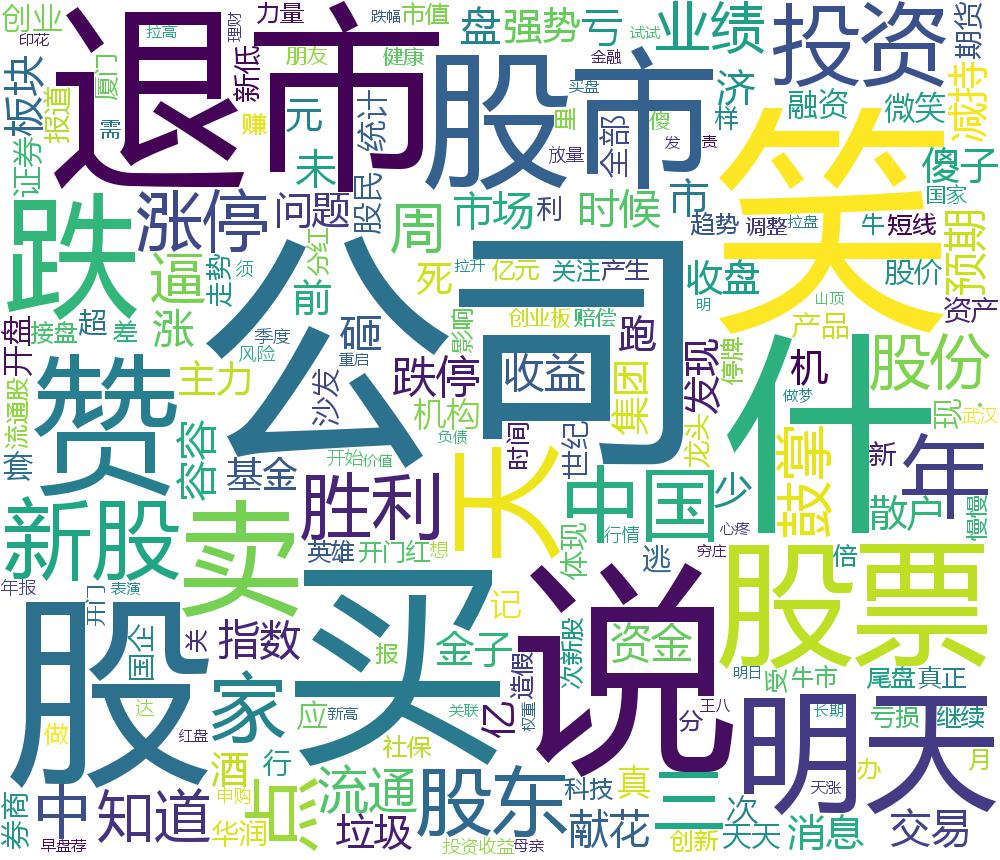 创业
力量
跌幅
市值
盘
强势
亏
业绩
投资
期货
印花
拉高
理财
退市
朋友
健康
新低
试试
金融
板块
报道
厦门
股市
济
融资
减持
买盘
需
赚
元
统计
里
全部
傻
样
微笑
证券
未
放量
发
责
笑
傻子
国家
跌
涨停
问题
股民
周
市场
利
时候
市
趋势
调整
拉盘
牛
短线
预期
逼
走势
须
分红
前
死
拉升
亿元
关注
产生
收盘
明
山顶
股价
资产
涨
公司
接盘
超
差
开盘
季度
风险
砸
影响
创业板
赔偿
跑
产品
重启
赞
主力
沙发
跌停
收益
集团
发现
停牌
什
机
股份
流通股
机构
做梦
现
武汉
负债
龙头
套
容容
基金
开始
价值
时间
世纪
天
中国
少
鼓掌
新
年
新股
卖
胜利
行情
心疼
散户
慢慢
英雄
开门红
想
体现
逃
穷庄
倍
年报
表演
开门
股
买
说
股票
记
国企
关
指数
报
金子
次新股
资金
明日
牛市
尾盘
真正
造假
达
家
应
新高
关联
亿
权重
王八
分
明天
长期
亏损
继续
做
红盘
社保
办
月
酒
行
点
流通
股东
科技
真
三
次
天涨
券商
中
知道
申购
华润
垃圾
献花
创新
天天
消息
交易
早盘荐
投资收益
母亲